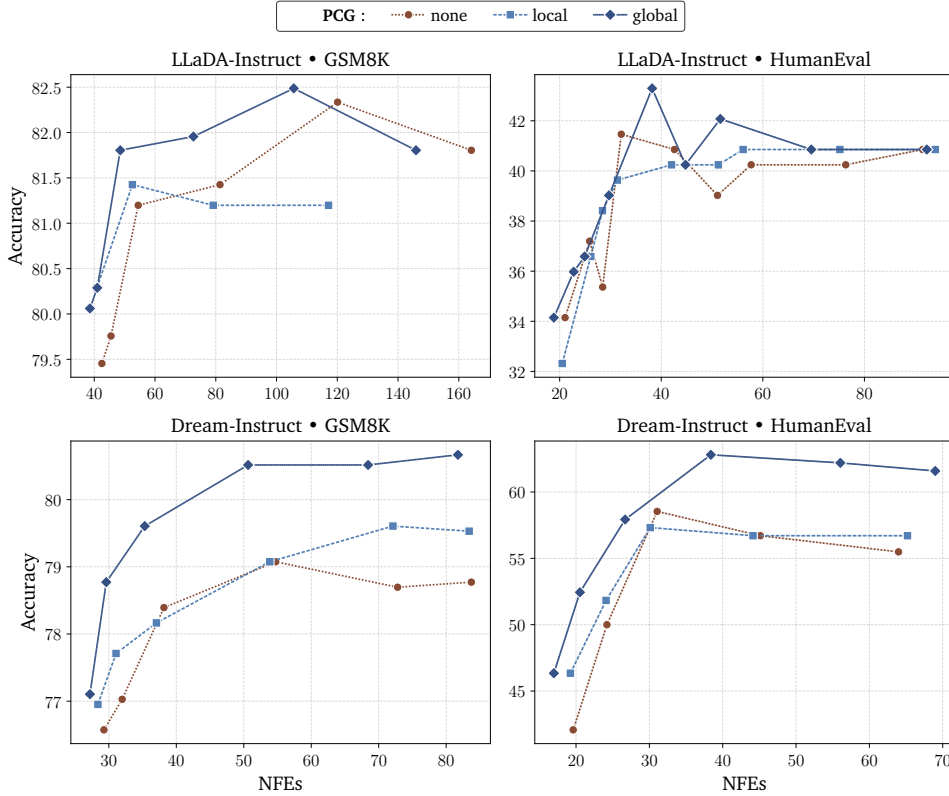 PCG : none local global
LLaDA-Instruct • GSM8K
LLaDA-Instruct • HumanEval
Accuracy
82.5
82.0
81.5
81.0
80.5
80.0
79.5
40 60 80 100 120 140 160
42
40
38
36
34
32
20 40 60 80
Dream-Instruct • GSM8K
Dream-Instruct • HumanEval
Accuracy
80
79
78
77
30 40 50 60 70 80
NFEs
60
55
50
45
20 30 40 50 60 70
NFEs